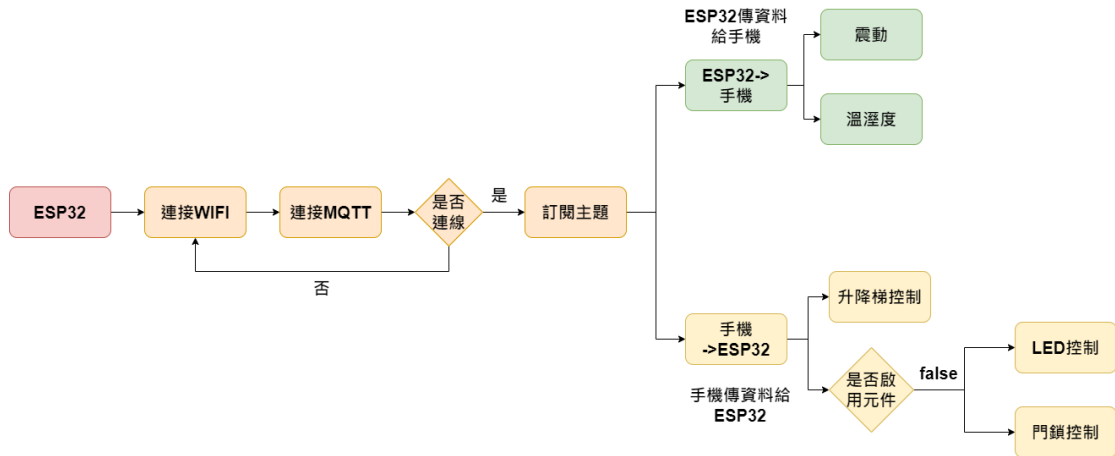 ESP32傳資料
給手機
震動
ESP32->
手機
溫溼度
ESP32
連接WIFI
連接MQTT
是否
連線
是
訂閱主題
否
升降梯控制
手機
->ESP32
手機傳資料給
ESP32
是否啟
用元件
false
LED控制
門鎖控制